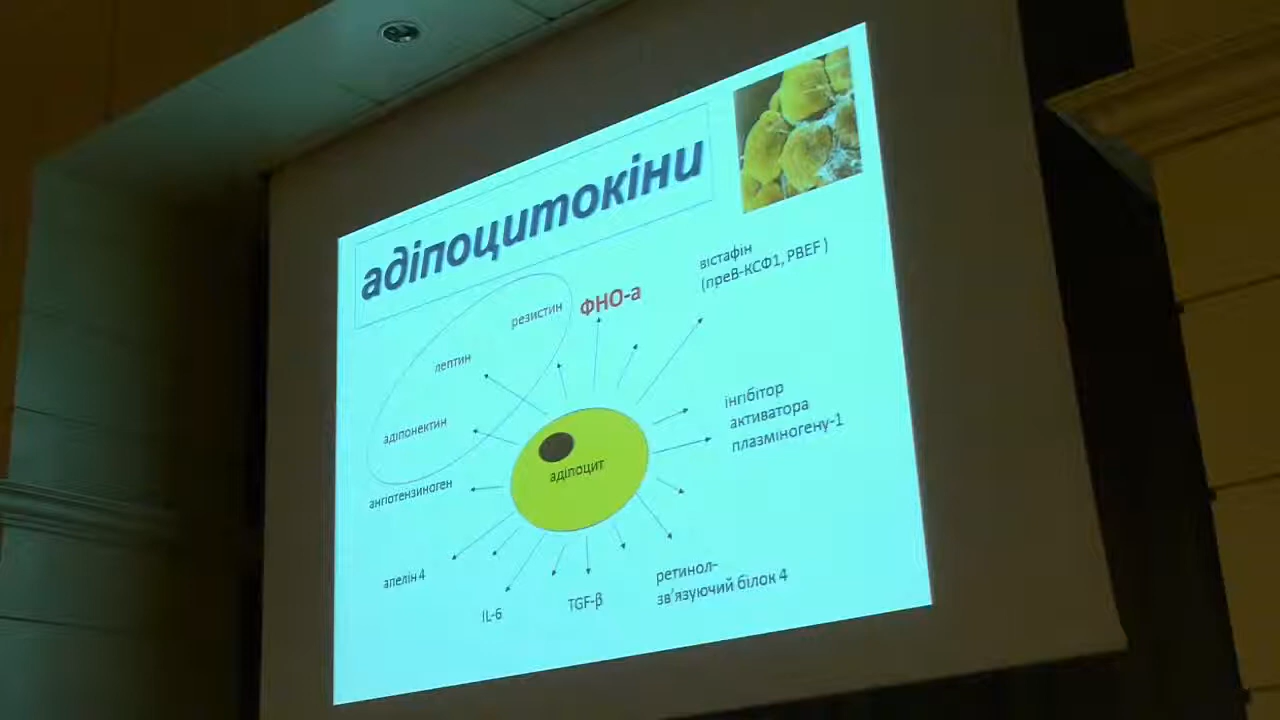 адіпоцитокіни
вістафін
(преВ-КСФ1, PBEF )
резистин
ФНО-а
лептин
адіпонектин
інгібітор
активатора
плазміногену-1
адіпоцит
ангіотензиноген
апелін 4
IL-6
TGF-β
ретинол-
зв'язуючий білок 4